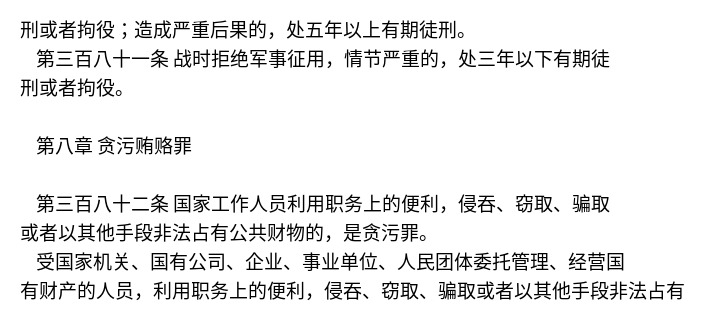 刑或者拘役；造成严重后果的，处五年以上有期徒刑。
第三百八十一条 战时拒绝军事征用，情节严重的，处三年以下有期徒
刑或者拘役。
第八章 贪污贿赂罪
第三百八十二条 国家工作人员利用职务上的便利，侵吞、窃取、骗取
或者以其他手段非法占有公共财物的，是贪污罪。
受国家机关、国有公司、企业、事业单位、人民团体委托管理、经营国
有财产的人员，利用职务上的便利，侵吞、窃取、骗取或者以其他手段非法占有